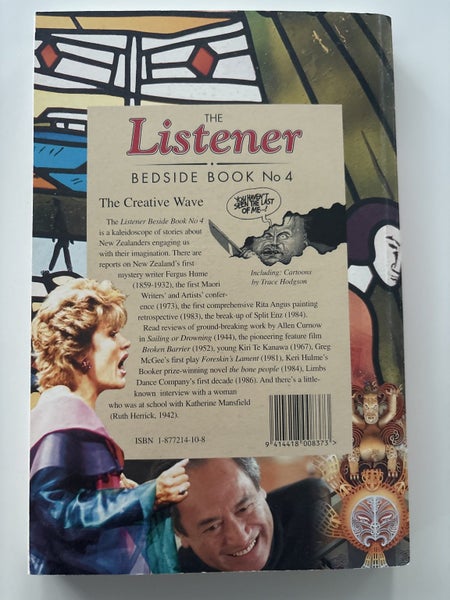 THE
Listener
BEDSIDE BOOK No 4
The Creative Wave
YOU HAVEN'T
SEEN THE LAST
OF ME--!
Including: Cartoons
by Trace Hodgson
The Listener Beside Book No 4
is a kaleidoscope of stories about
New Zealanders engaging us
with their imagination. There
are reports on New Zealand's first
mystery writer Fergus Hume
(1859-1932), the first Maori
Writers' and Artists' confer-
ence (1973), the first comprehensive Rita Angus painting
retrospective (1983), the break-up of Split Enz (1984).
Read reviews of ground-breaking work by Allen Curnow
in Sailing or Drowning (1944), the pioneering feature film
Broken Barrier (1952), young Kiri Te Kanawa (1967), Greg
McGee's first play Foreskin's Lament (1981), Keri Hulme's
Booker prize-winning novel the bone people (1984), Limbs
Dance Company's first decade (1986). And there's a little-
known interview with a woman
who was at school with Katherine Mansfield
(Ruth Herrick, 1942).
ISBN 1-877214-10-8
9 414418 008373 >